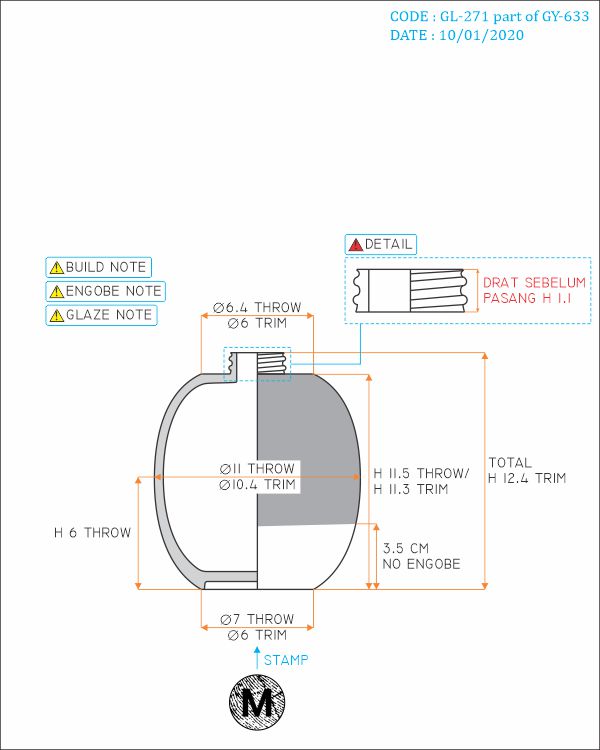 CODE : GL-271 part of GY-633
DATE : 10/01/2020
DETAIL
BUILD NOTE
ENGOBE NOTE
GLAZE NOTE
DRAT SEBELUM
PASANG H 1.1
Ø6.4 THROW
Ø6 TRIM
Ø11 THROW
Ø10.4 TRIM
H 11.5 THROW/
H 11.3 TRIM
TOTAL
H 12.4 TRIM
H 6 THROW
3.5 CM
NO ENGOBE
Ø7 THROW
Ø6 TRIM
STAMP
M